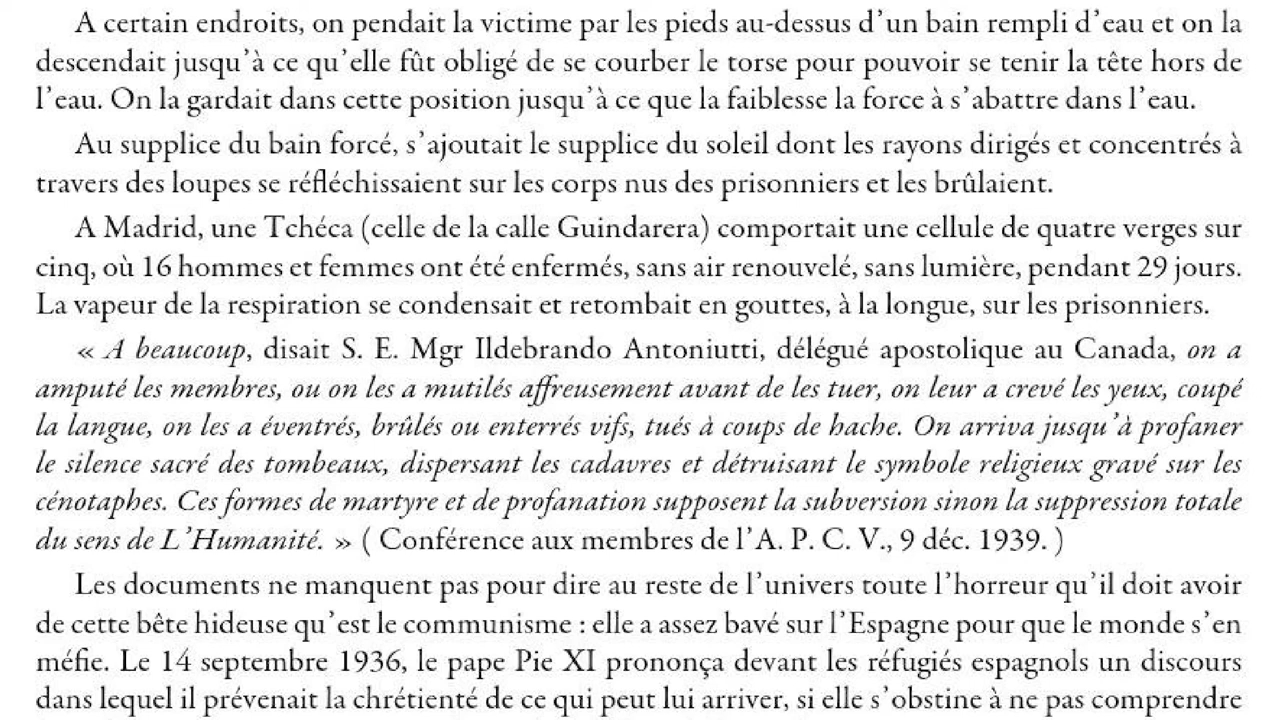 A certain endroits, on pendait la victime par les pieds au-dessus d’un bain rempli d’eau et on la
descendait jusqu’à ce qu’elle fût obligé de se courber le torse pour pouvoir se tenir la tête hors de
l’eau. On la gardait dans cette position jusqu’à ce que la faiblesse la force à s’abattre dans l’eau.
Au supplice du bain forcé, s’ajoutait le supplice du soleil dont les rayons dirigés et concentrés à
travers des loupes se réfléchissaient sur les corps nus des prisonniers et les brûlaient.
A Madrid, une Tchéca (celle de la calle Guindarera) comportait une cellule de quatre verges sur
cinq, où 16 hommes et femmes ont été enfermés, sans air renouvelé, sans lumière, pendant 29 jours.
La vapeur de la respiration se condensait et retombait en gouttes, à la longue, sur les prisonniers.
« A beaucoup, disait S. E. Mgr Ildebrando Antoniutti, délégué apostolique au Canada, on a
amputé les membres, ou on les a mutilés affreusement avant de les tuer, on leur a crevé les yeux, coupé
la langue, on les a éventrés, brûlés ou enterrés vifs, tués à coups de hache. On arriva jusqu’à profaner
le silence sacré des tombeaux, dispersant les cadavres et détruisant le symbole religieux gravé sur les
cénotaphes. Ces formes de martyre et de profanation supposent la subversion sinon la suppression totale
du sens de L’Humanité. » ( Conférence aux membres de l’A. P. C. V., 9 déc. 1939. )
Les documents ne manquent pas pour dire au reste de l’univers toute l’horreur qu’il doit avoir
de cette bête hideuse qu’est le communisme : elle a assez bavé sur l’Espagne pour que le monde s’en
méfie. Le 14 septembre 1936, le pape Pie XI prononça devant les réfugiés espagnols un discours
dans lequel il prévenait la chrétienté de ce qui peut lui arriver, si elle s’obstine à ne pas comprendre